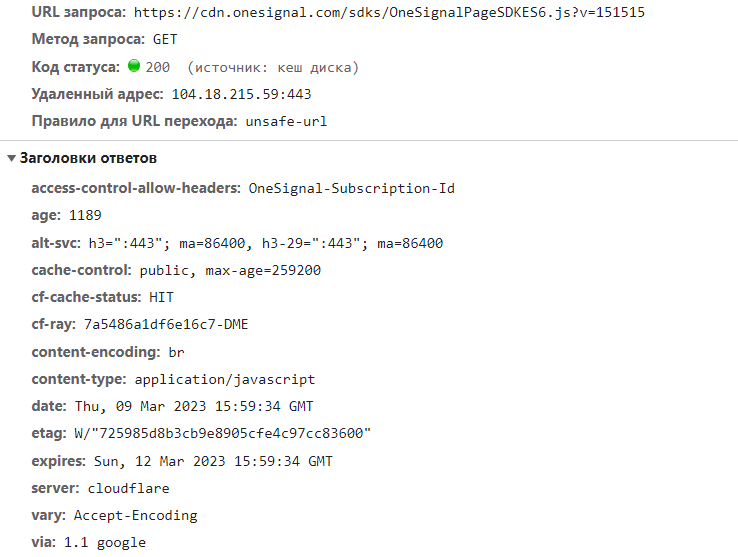 URL запроса: https://cdn.onesignal.com/sdks/OneSignalPageSDKES6.js?v=151515
Метод запроса: GET
Код статуса: 200 (источник: кеш диска)
Удаленный адрес: 104.18.215.59:443
Правило для URL перехода: unsafe-url
Заголовки ответов
access-control-allow-headers: OneSignal-Subscription-Id
age: 1189
alt-svc: h3=":443"; ma=86400, h3-29=":443"; ma=86400
cache-control: public, max-age=259200
cf-cache-status: HIT
cf-ray: 7a5486a1df6e16c7-DME
content-encoding: br
content-type: application/javascript
date: Thu, 09 Mar 2023 15:59:34 GMT
etag: W/"725985d8b3cb9e8905cfe4c97cc83600"
expires: Sun, 12 Mar 2023 15:59:34 GMT
server: cloudflare
vary: Accept-Encoding
via: 1.1 google